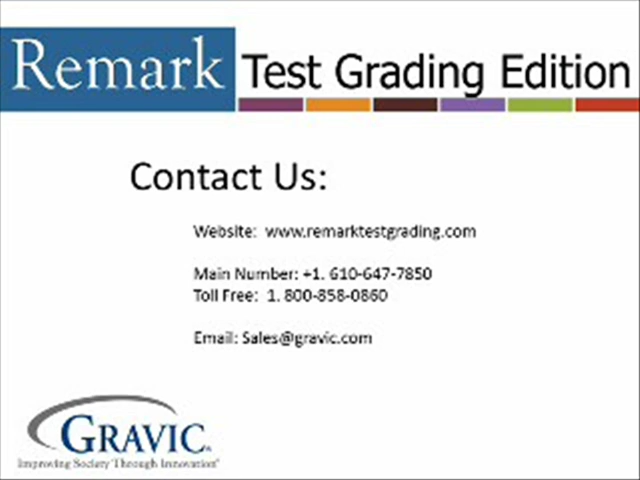 Remark Test Grading Edition
Contact Us:
Website: www.remarktestgrading.com
Main Number: +1. 610-647-7850
Toll Free: 1. 800-858-0860
Email: Sales@gravic.com
GRAVIC
Improving Society Through Innovation